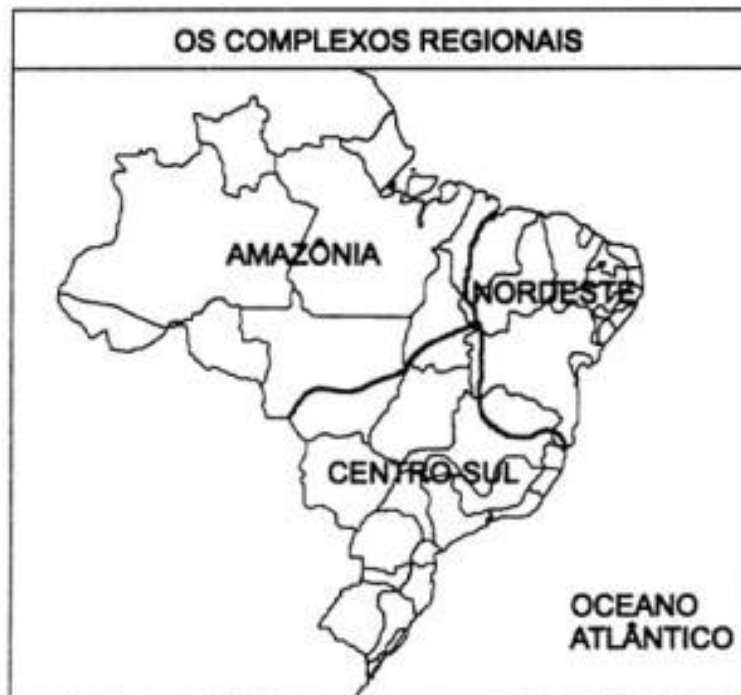 OS COMPLEXOS REGIONAIS
AMAZÔNIA
NORDESTE
CENTRO-SUL
OCEANO
ATLÂNTICO